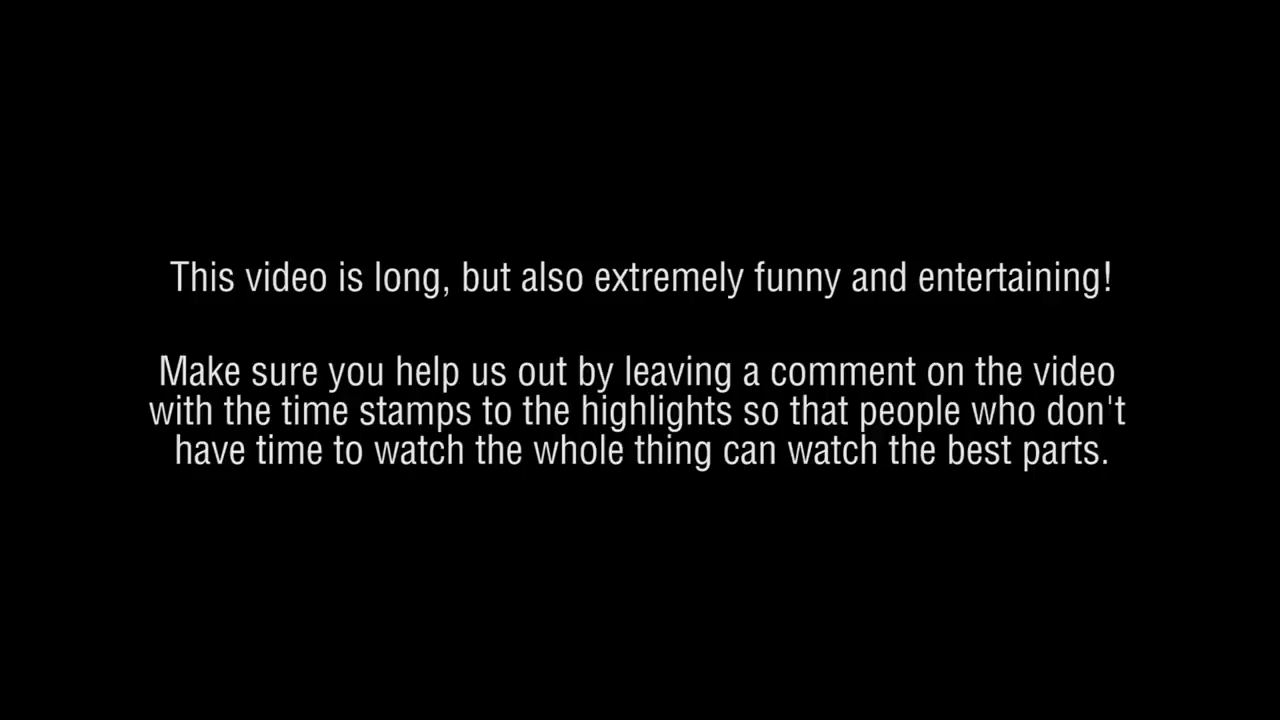 This video is long, but also extremely funny and entertaining!
Make sure you help us out by leaving a comment on the video
with the time stamps to the highlights so that people who don't
have time to watch the whole thing can watch the best parts.